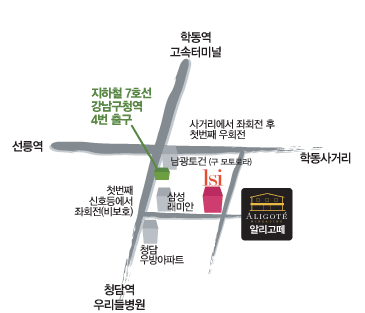 학동역
고속터미널
지하철 7호선
강남구청역
4번 출구
사거리에서 좌회전 후
첫번째 우회전
선릉역
남광토건 (구 모토로라)
학동사거리
lsi
첫번째
신호등에서
좌회전(비보호)
삼성
래미안
ALIGOTÉ
알리고떼
청담
우방아파트
청담역
우리들병원